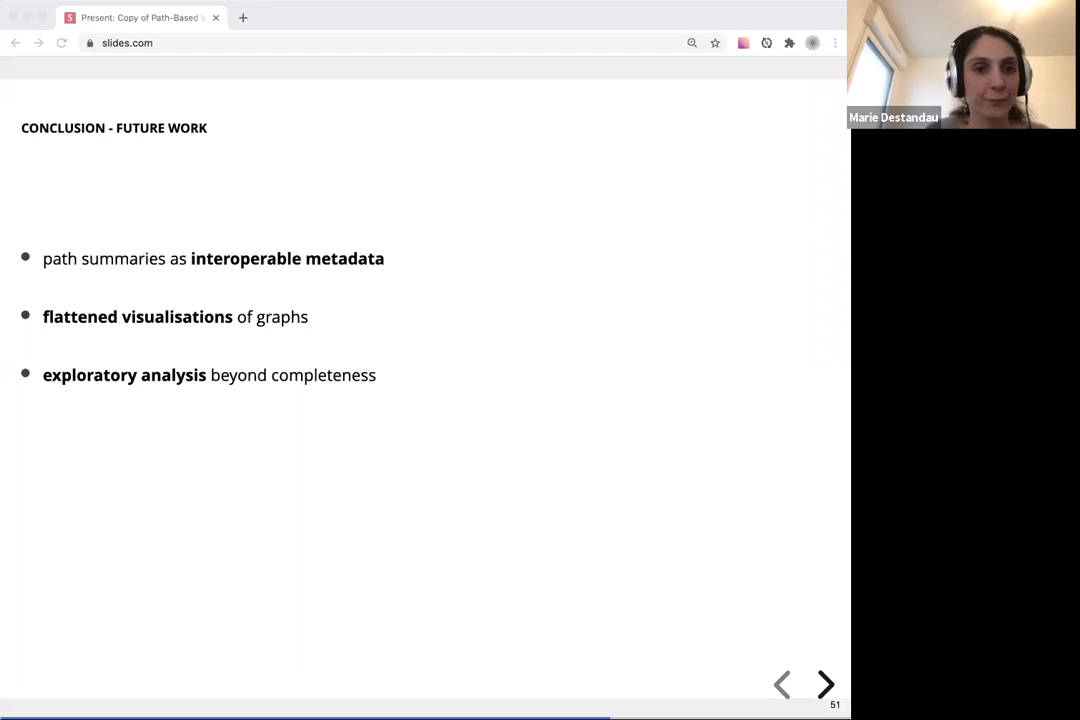 Present: Copy of Path-Based I
slides.com
Marie Destandau
CONCLUSION - FUTURE WORK
path summaries as interoperable metadata
flattened visualisations of graphs
exploratory analysis beyond completeness
51